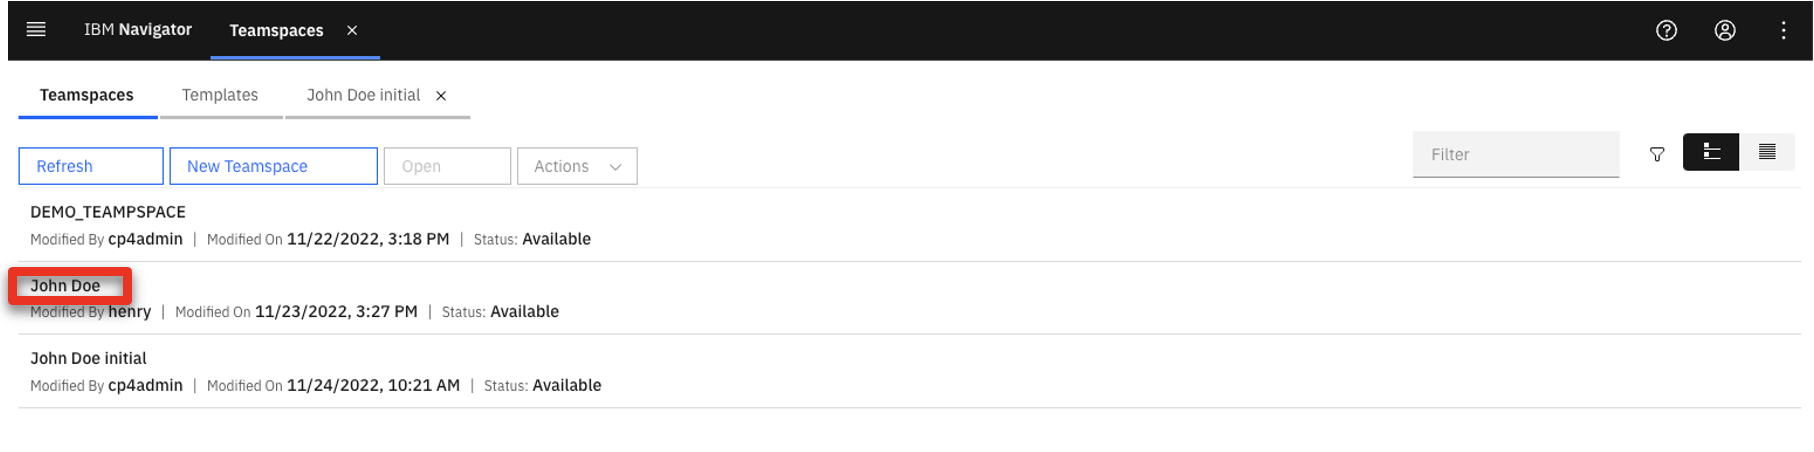 IBM Navigator Teamspaces
Teamspaces Templates John Doe initial
Refresh New Teamspace Open Actions Filter
DEMO_TEAMPSPACE
Modified By cp4admin | Modified On 11/22/2022, 3:18 PM | Status: Available
John Doe
Modified By henry | Modified On 11/23/2022, 3:27 PM | Status: Available
John Doe initial
Modified By cp4admin | Modified On 11/24/2022, 10:21 AM | Status: Available